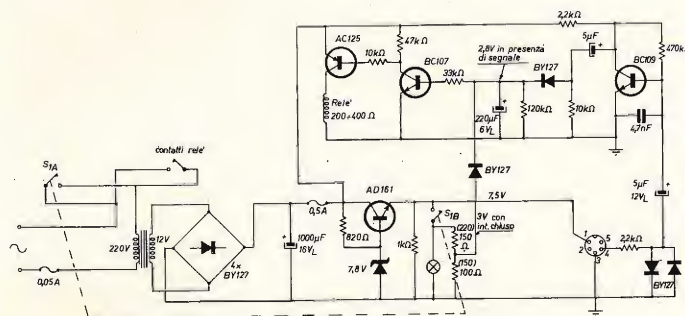 AC125
47kΩ
10kΩ
BC107
33kΩ
Rele'
200÷400 Ω
2,8V in presenza
di segnale
220µF
6VL
BY127
120kΩ
10kΩ
2,2kΩ
5µF
BC109
470k
4,7nF
5µF
12VL
BY127
S1A
contatti rele'
220V
12V
0,05A
4x
BY127
0,5A
1000µF
16VL
820Ω
AD161
7,8V
1kΩ
S1B
7,5V
3V con
int. chiuso
(220)
150
Ω
(150)
100Ω
1
2
3
4
5
2,2kΩ
BY127